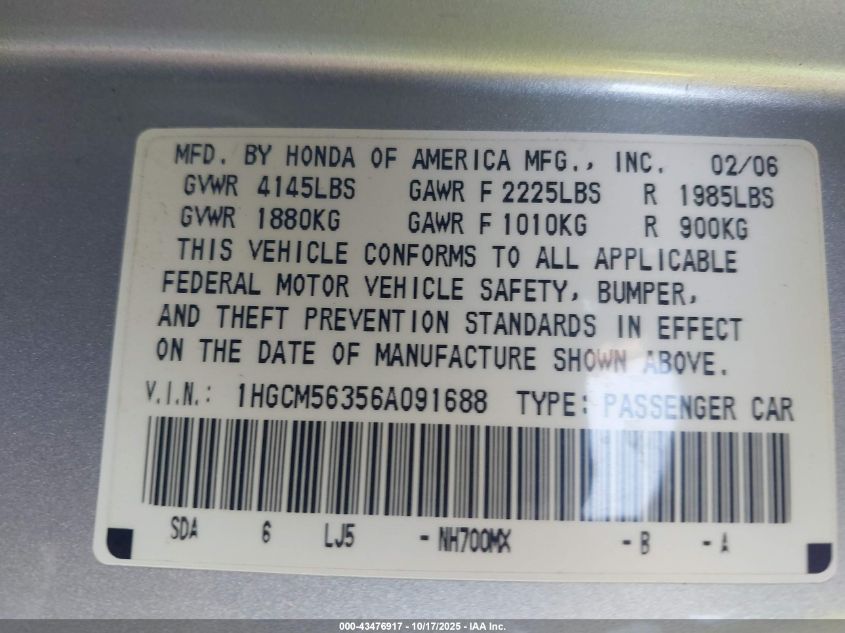 MFD. BY HONDA OF AMERICA MFG., INC. 02/06
GVWR 4145LBS GAWR F 2225LBS R 1985LBS
GVWR 1880KG GAWR F 1010KG R 900KG
THIS VEHICLE CONFORMS TO ALL APPLICABLE
FEDERAL MOTOR VEHICLE SAFETY, BUMPER,
AND THEFT PREVENTION STANDARDS IN EFFECT
ON THE DATE OF MANUFACTURE SHOWN ABOVE.
V.I.N.: 1HGCM56356A091688 TYPE: PASSENGER CAR
SDA 6 LJ5 -NH700MX -B -A
000-43476917 - 10/17/2025 - IAA Inc.